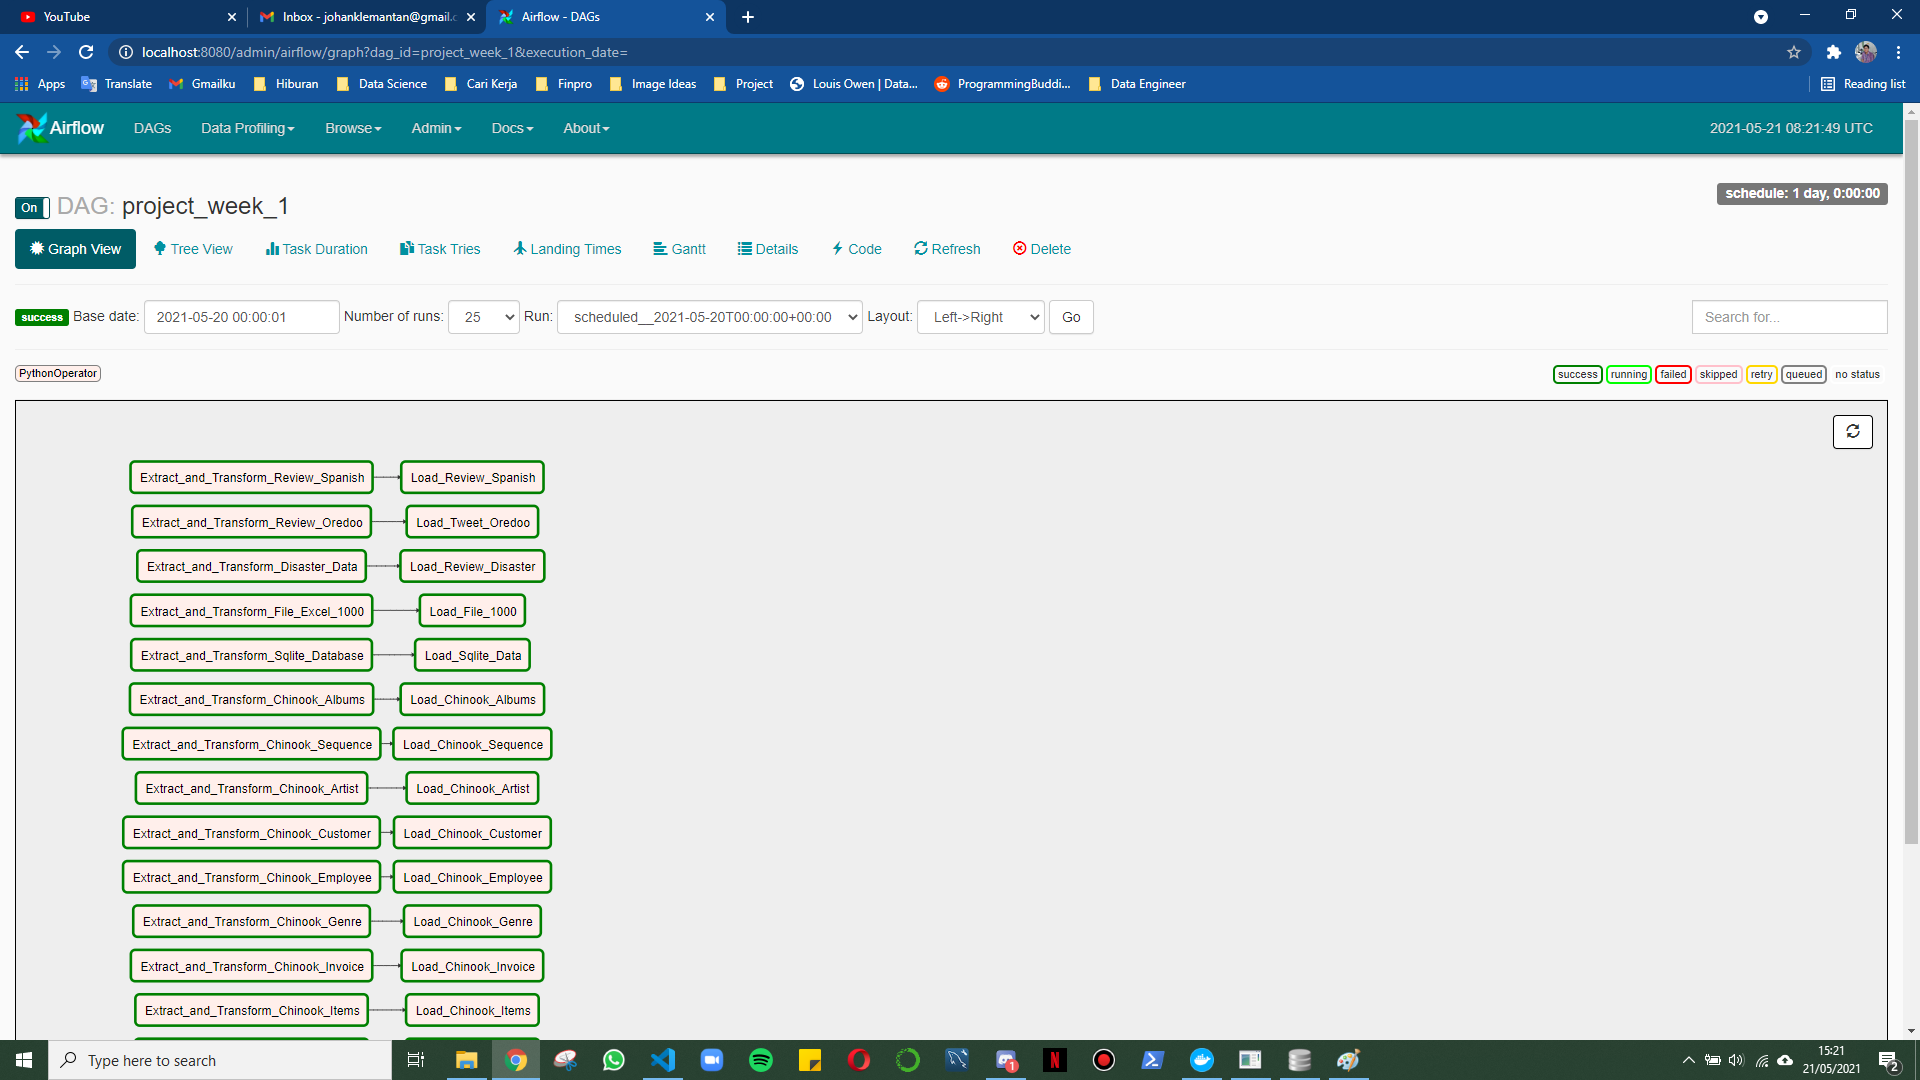 YouTube
Inbox - johanklemantan@gmail.c
Airflow - DAGs
localhost:8080/admin/airflow/graph?dag_id=project_week_1&execution_date=
Apps
Translate
Gmailku
Hiburan
Data Science
Cari Kerja
Finpro
Image Ideas
Project
Louis Owen | Data...
ProgrammingBuddi...
Data Engineer
Reading list
Airflow
DAGs
Data Profiling
Browse
Admin
Docs
About
2021-05-21 08:21:49 UTC
On DAG: project_week_1
schedule: 1 day, 0:00:00
Graph View
Tree View
Task Duration
Task Tries
Landing Times
Gantt
Details
Code
Refresh
Delete
success Base date: 2021-05-20 00:00:01 Number of runs: 25 Run: scheduled__2021-05-20T00:00:00+00:00 Layout: Left->Right Go
Search for...
PythonOperator
success running failed skipped retry queued no status
Extract_and_Transform_Review_Spanish
Load_Review_Spanish
Extract_and_Transform_Review_Oredoo
Load_Tweet_Oredoo
Extract_and_Transform_Disaster_Data
Load_Review_Disaster
Extract_and_Transform_File_Excel_1000
Load_File_1000
Extract_and_Transform_Sqlite_Database
Load_Sqlite_Data
Extract_and_Transform_Chinook_Albums
Load_Chinook_Albums
Extract_and_Transform_Chinook_Sequence
Load_Chinook_Sequence
Extract_and_Transform_Chinook_Artist
Load_Chinook_Artist
Extract_and_Transform_Chinook_Customer
Load_Chinook_Customer
Extract_and_Transform_Chinook_Employee
Load_Chinook_Employee
Extract_and_Transform_Chinook_Genre
Load_Chinook_Genre
Extract_and_Transform_Chinook_Invoice
Load_Chinook_Invoice
Extract_and_Transform_Chinook_Items
Load_Chinook_Items
Type here to search
N
1
15:21
21/05/2021
2